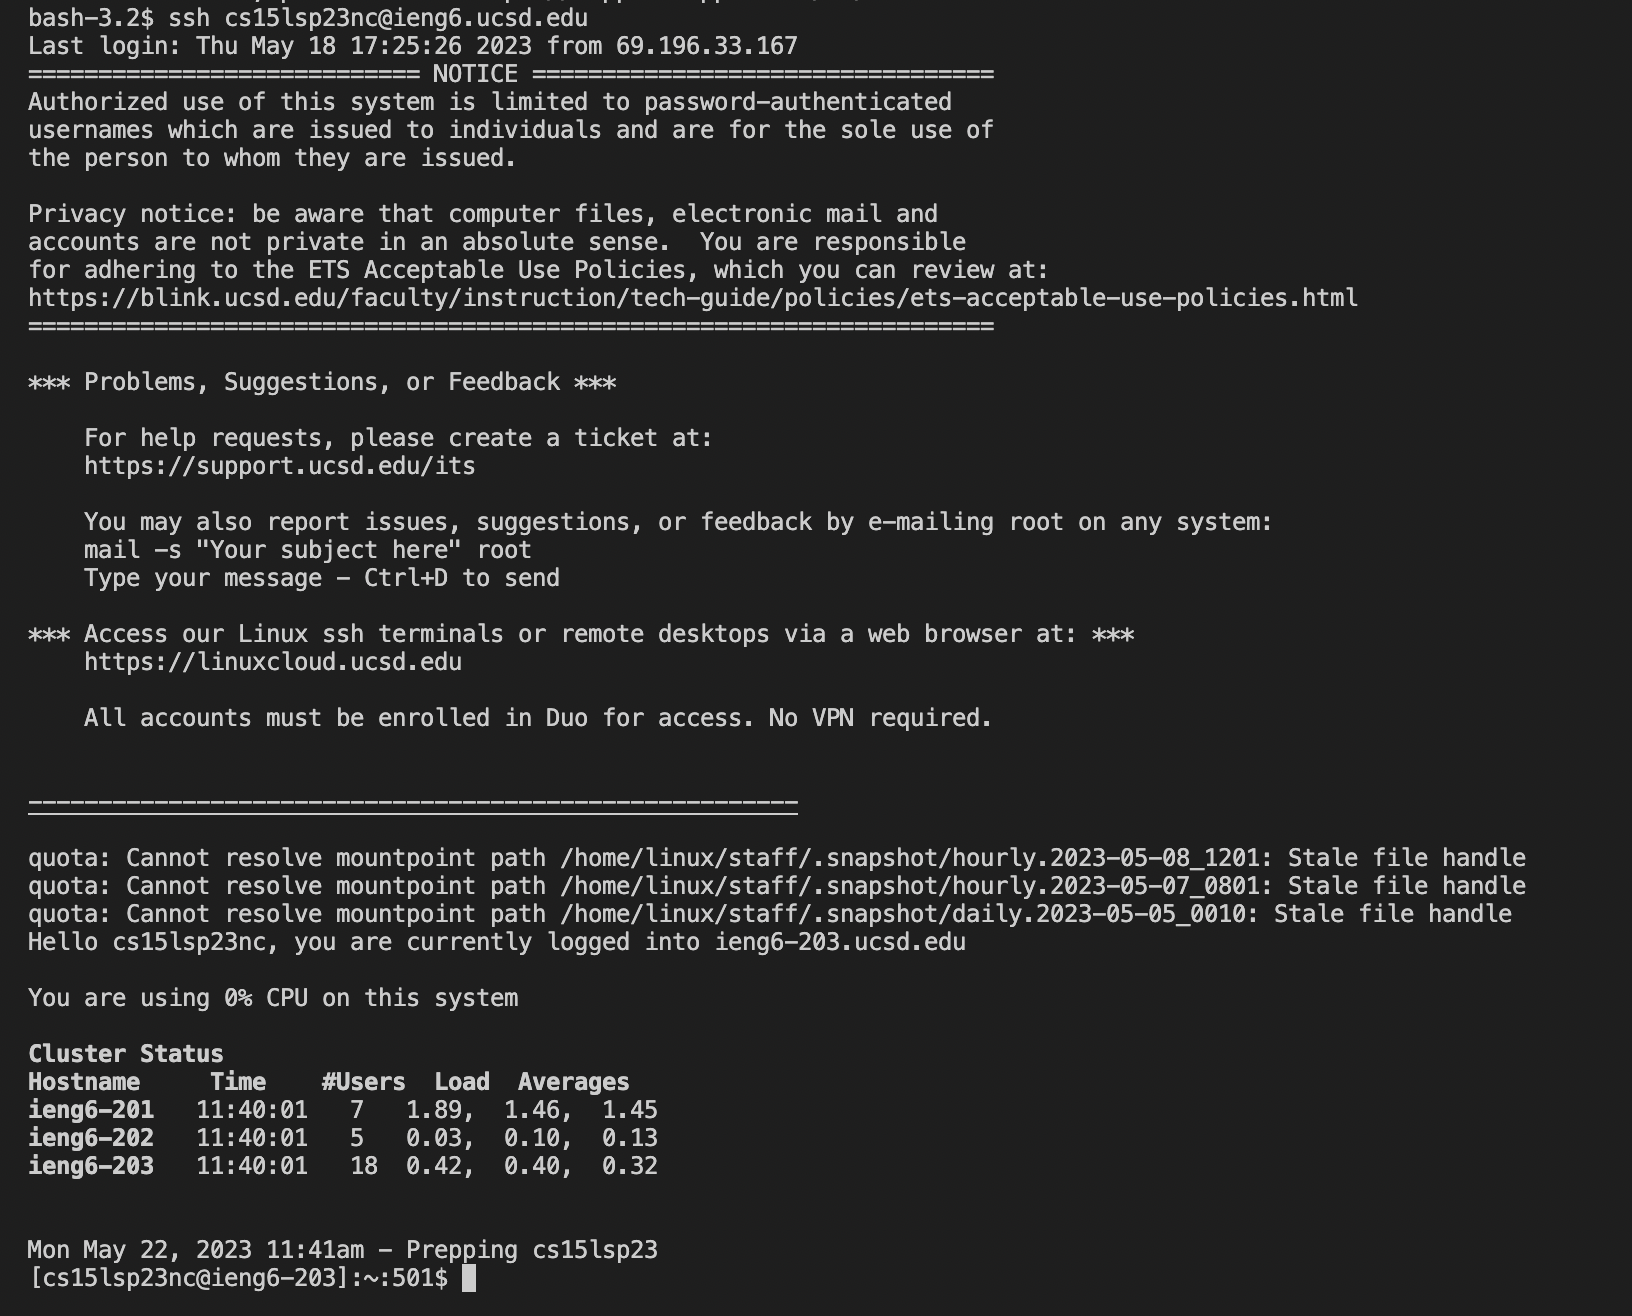 bash-3.2$ ssh cs15lsp23nc@ieng6.ucsd.edu
Last login: Thu May 18 17:25:26 2023 from 69.196.33.167
============================ NOTICE =================================
Authorized use of this system is limited to password-authenticated
usernames which are issued to individuals and are for the sole use of
the person to whom they are issued.
Privacy notice: be aware that computer files, electronic mail and
accounts are not private in an absolute sense.  You are responsible
for adhering to the ETS Acceptable Use Policies, which you can review at:
https://blink.ucsd.edu/faculty/instruction/tech-guide/policies/ets-acceptable-use-policies.html
=====================================================================
*** Problems, Suggestions, or Feedback ***
    For help requests, please create a ticket at:
    https://support.ucsd.edu/its
    You may also report issues, suggestions, or feedback by e-mailing root on any system:
    mail -s "Your subject here" root
    Type your message - Ctrl+D to send
*** Access our Linux ssh terminals or remote desktops via a web browser at: ***
    https://linuxcloud.ucsd.edu
    All accounts must be enrolled in Duo for access. No VPN required.
-------------------------------------------------------
quota: Cannot resolve mountpoint path /home/linux/staff/.snapshot/hourly.2023-05-08_1201: Stale file handle
quota: Cannot resolve mountpoint path /home/linux/staff/.snapshot/hourly.2023-05-07_0801: Stale file handle
quota: Cannot resolve mountpoint path /home/linux/staff/.snapshot/daily.2023-05-05_0010: Stale file handle
Hello cs15lsp23nc, you are currently logged into ieng6-203.ucsd.edu
You are using 0% CPU on this system
Cluster Status
Hostname     Time    #Users  Load  Averages
ieng6-201   11:40:01   7   1.89,  1.46,  1.45
ieng6-202   11:40:01   5   0.03,  0.10,  0.13
ieng6-203   11:40:01   18  0.42,  0.40,  0.32
Mon May 22, 2023 11:41am - Prepping cs15lsp23
[cs15lsp23nc@ieng6-203]:~:501$